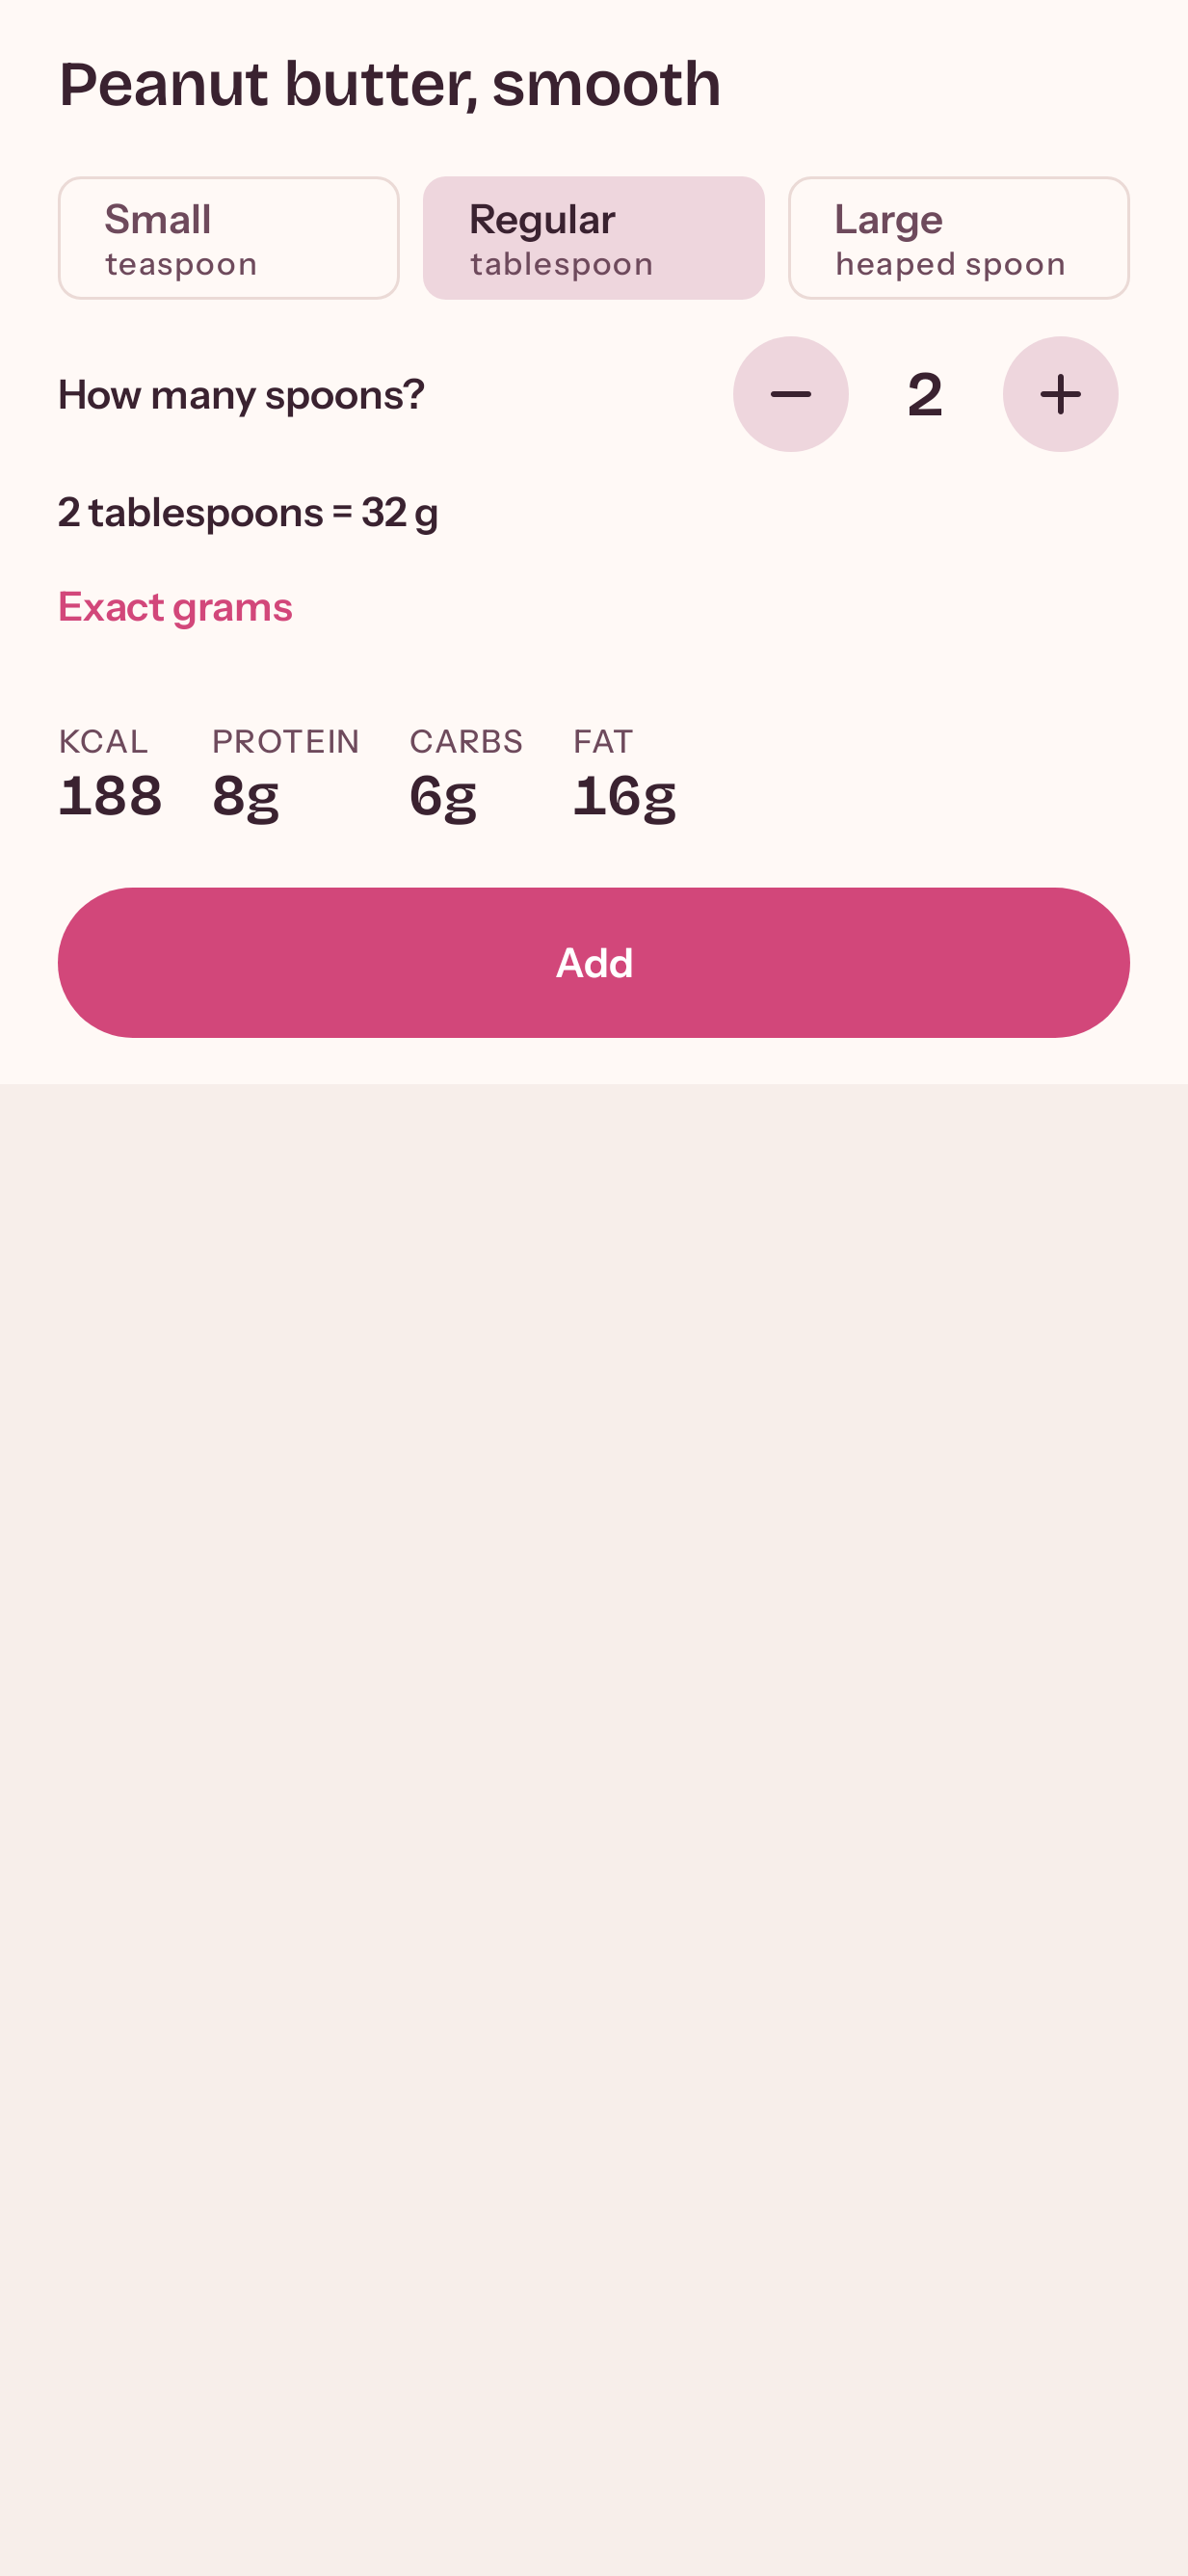 Peanut butter, smooth
Small
teaspoon
Regular
tablespoon
Large
heaped spoon
How many spoons?
2
2 tablespoons = 32 g
Exact grams
KCAL PROTEIN CARBS FAT
188 8g 6g 16g
Add